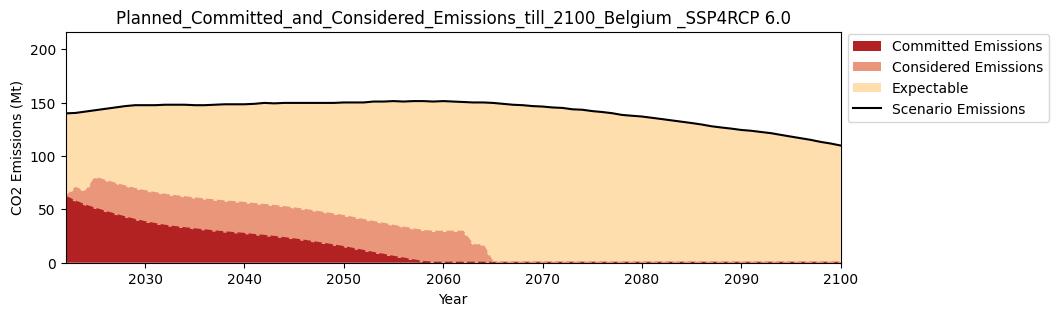 Planned_Committed_and_Considered_Emissions_till_2100_Belgium _SSP4RCP 6.0
CO2 Emissions (Mt)
200
150
100
50
0
2030 2040 2050 2060 2070 2080 2090 2100
Year
Committed Emissions
Considered Emissions
Expectable
Scenario Emissions